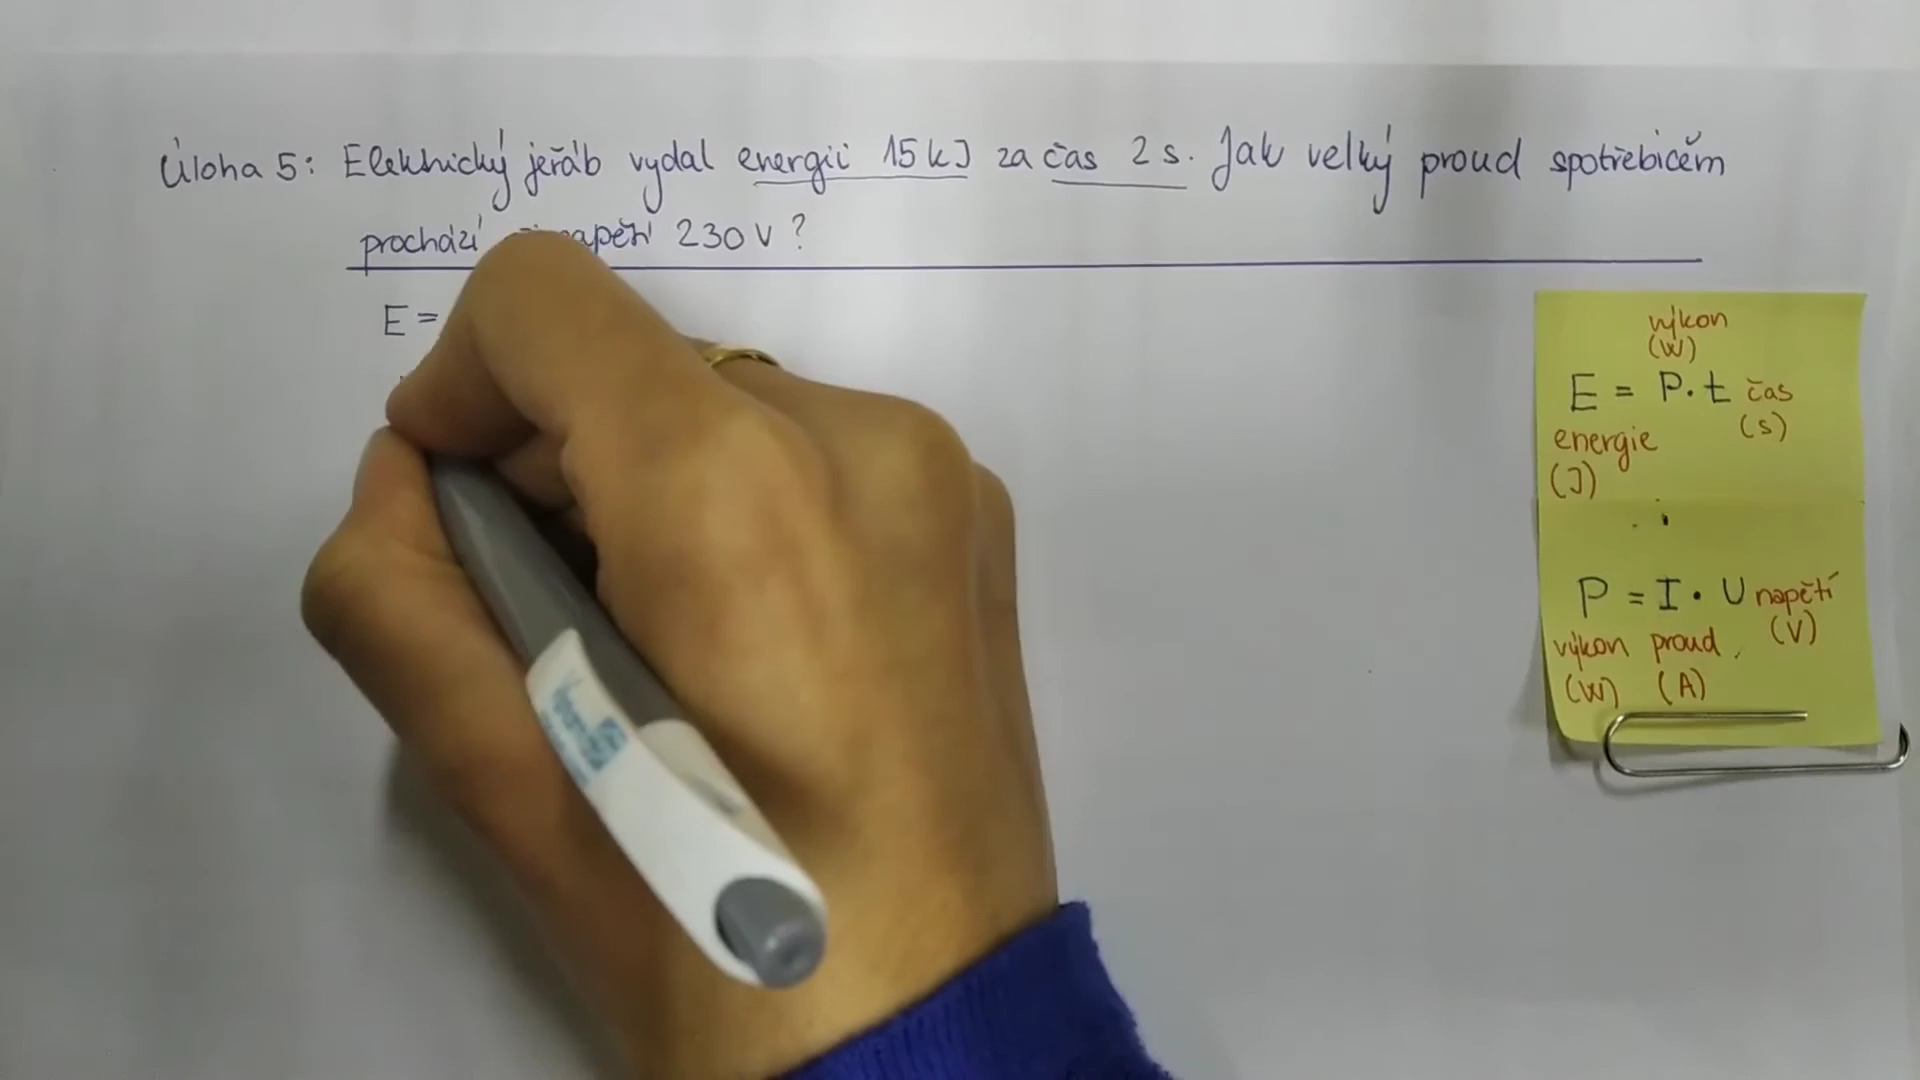 Úloha 5: Elektrický jeřáb vydal energii 15 kJ za čas 2 s. Jak velký proud spotřebičem
prochází napětí 230 V ?
E =
výkon
(W)
E = P. t čas
energie (s)
(J)
P = I . U napětí
výkon proud (V)
(W) (A)